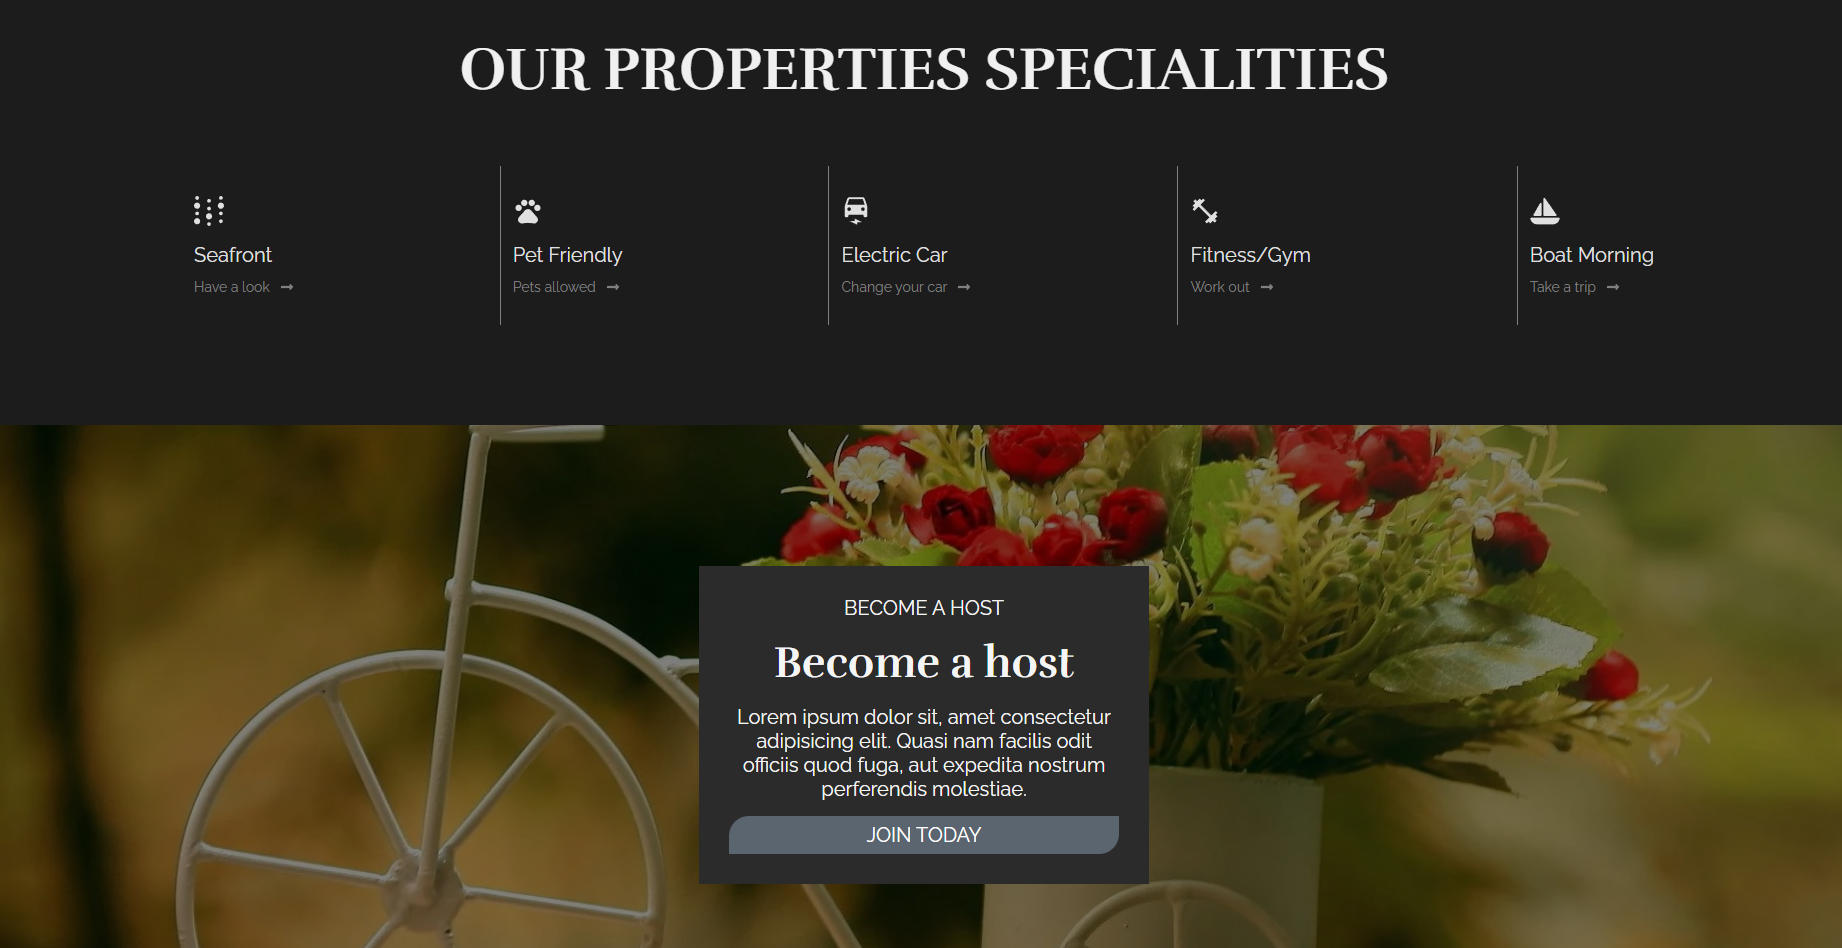 OUR PROPERTIES SPECIALITIES
Seafront
Have a look
Pet Friendly
Pets allowed
Electric Car
Change your car
Fitness/Gym
Work out
Boat Morning
Take a trip
BECOME A HOST
Become a host
Lorem ipsum dolor sit, amet consectetur
adipisicing elit. Quasi nam facilis odit
officiis quod fuga, aut expedita nostrum
perferendis molestiae.
JOIN TODAY